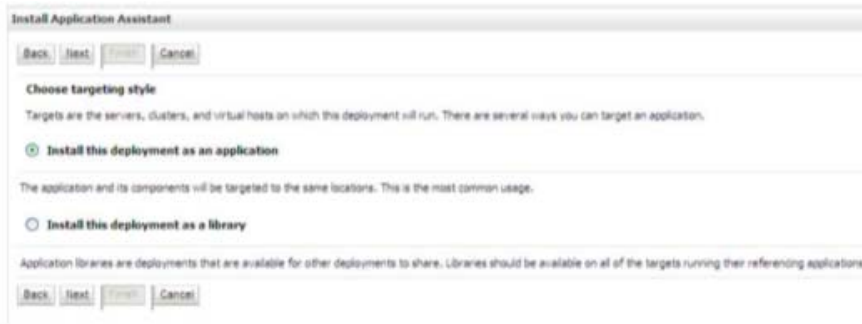 Install Application Assistant
Back Next Finish Cancel
Choose targeting style
Targets are the servers, clusters, and virtual hosts on which this deployment will run. There are several ways you can target an application.
Install this deployment as an application
The application and its components will be targeted to the same locations. This is the most common usage.
Install this deployment as a library
Application libraries are deployments that are available for other deployments to share. Libraries should be available on all of the targets running their referencing applications
Back Next Finish Cancel